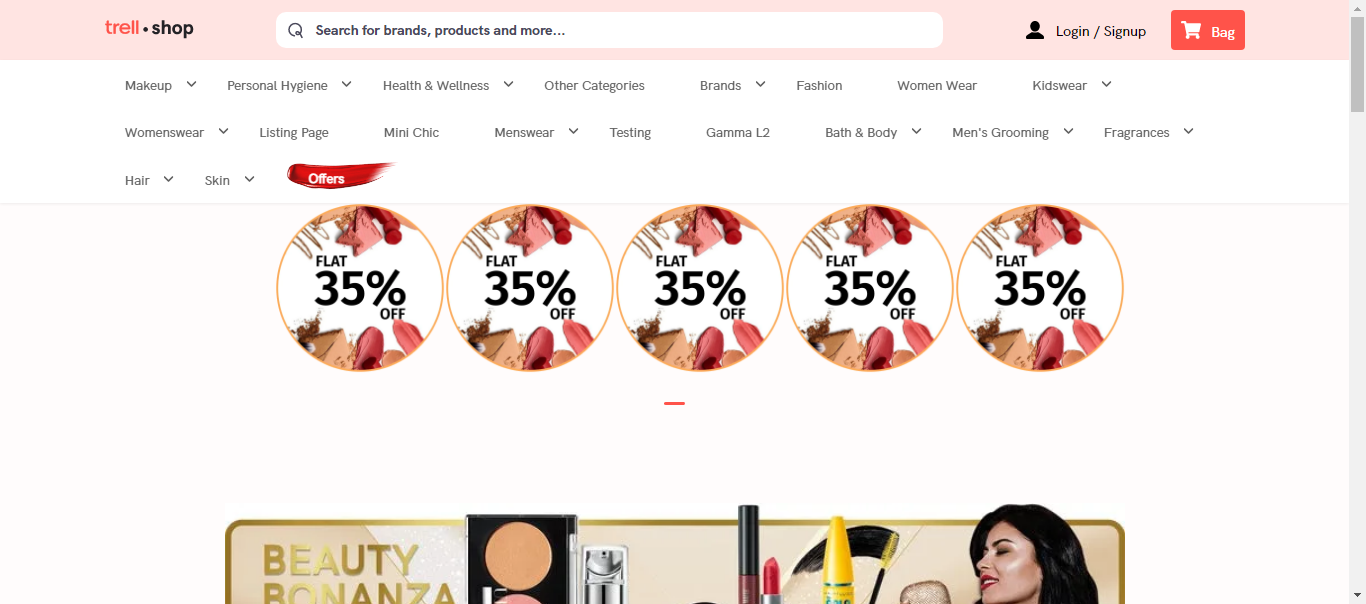 trell • shop
Search for brands, products and more...
Login / Signup
Bag
Makeup Personal Hygiene Health & Wellness Other Categories Brands Fashion Women Wear Kidswear
Womenswear Listing Page Mini Chic Menswear Testing Gamma L2 Bath & Body Men's Grooming Fragrances
Hair Skin Offers
FLAT FLAT FLAT FLAT FLAT
35% 35% 35% 35% 35%
OFF OFF OFF OFF OFF
BEAUTY
BONANZA